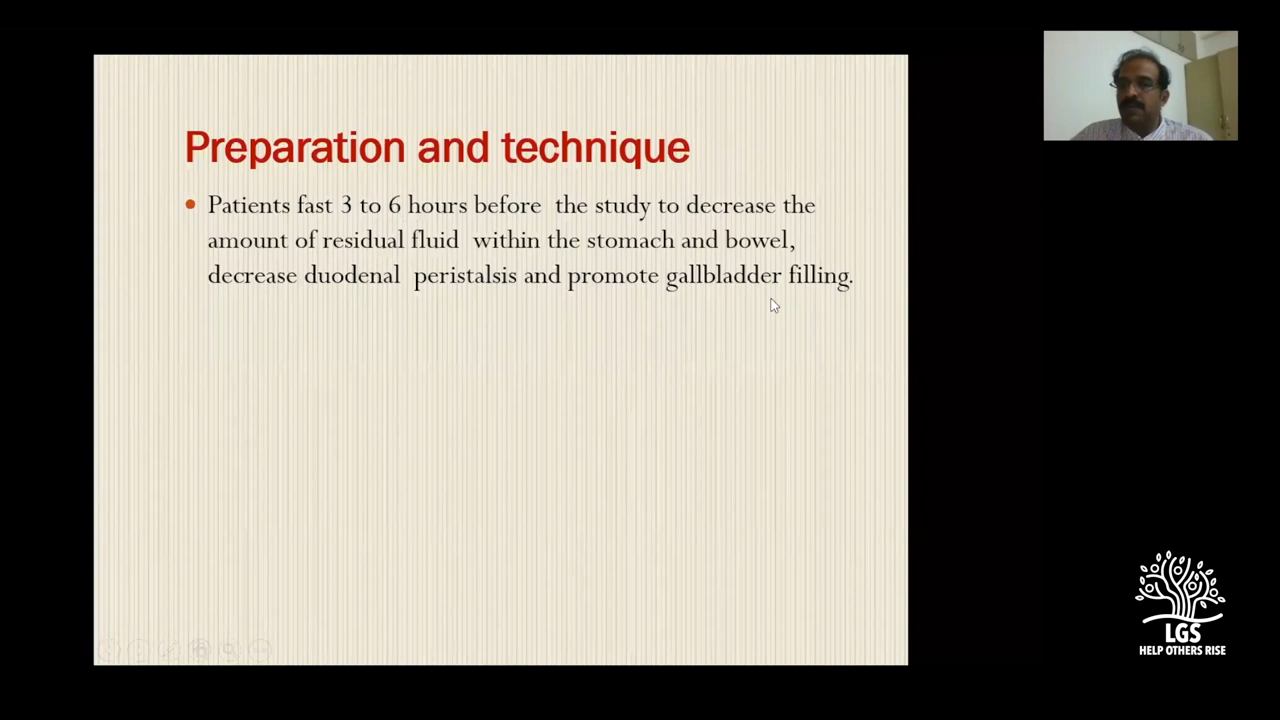 Preparation and technique
Patients fast 3 to 6 hours before the study to decrease the
amount of residual fluid within the stomach and bowel,
decrease duodenal peristalsis and promote gallbladder filling.
LGS
HELP OTHERS RISE